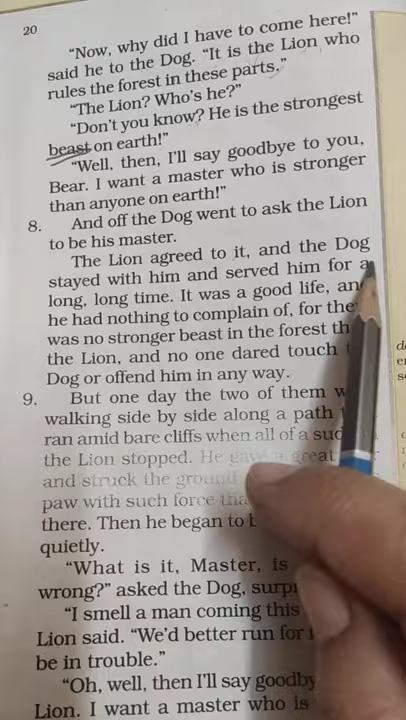 20
"Now, why did I have to come here!"
said he to the Dog. "It is the Lion who
rules the forest in these parts."
"The Lion? Who's he?"
"Don't you know? He is the strongest
beast on earth!"
"Well, then, I'll say goodbye to you,
Bear. I want a master who is stronger
than anyone on earth!"
8. And off the Dog went to ask the Lion
to be his master.
The Lion agreed to it, and the Dog
stayed with him and served him for a
long, long time. It was a good life, and
he had nothing to complain of, for
was no stronger beast in the forest
the Lion, and no one dared touch
Dog or offend him in any way.
9. But one day the two of them
walking side by side along a path
ran amid bare cliffs when all of a
the Lion stopped. He gave a great
and struck the ground
paw with such force
there. Then he began to
quietly.
"What is it, Master, is
wrong?" asked the Dog,
"I smell a man coming this
Lion said. "We'd better run for
be in trouble."
"Oh, well, then I'll say goodbye
Lion. I want a master who is